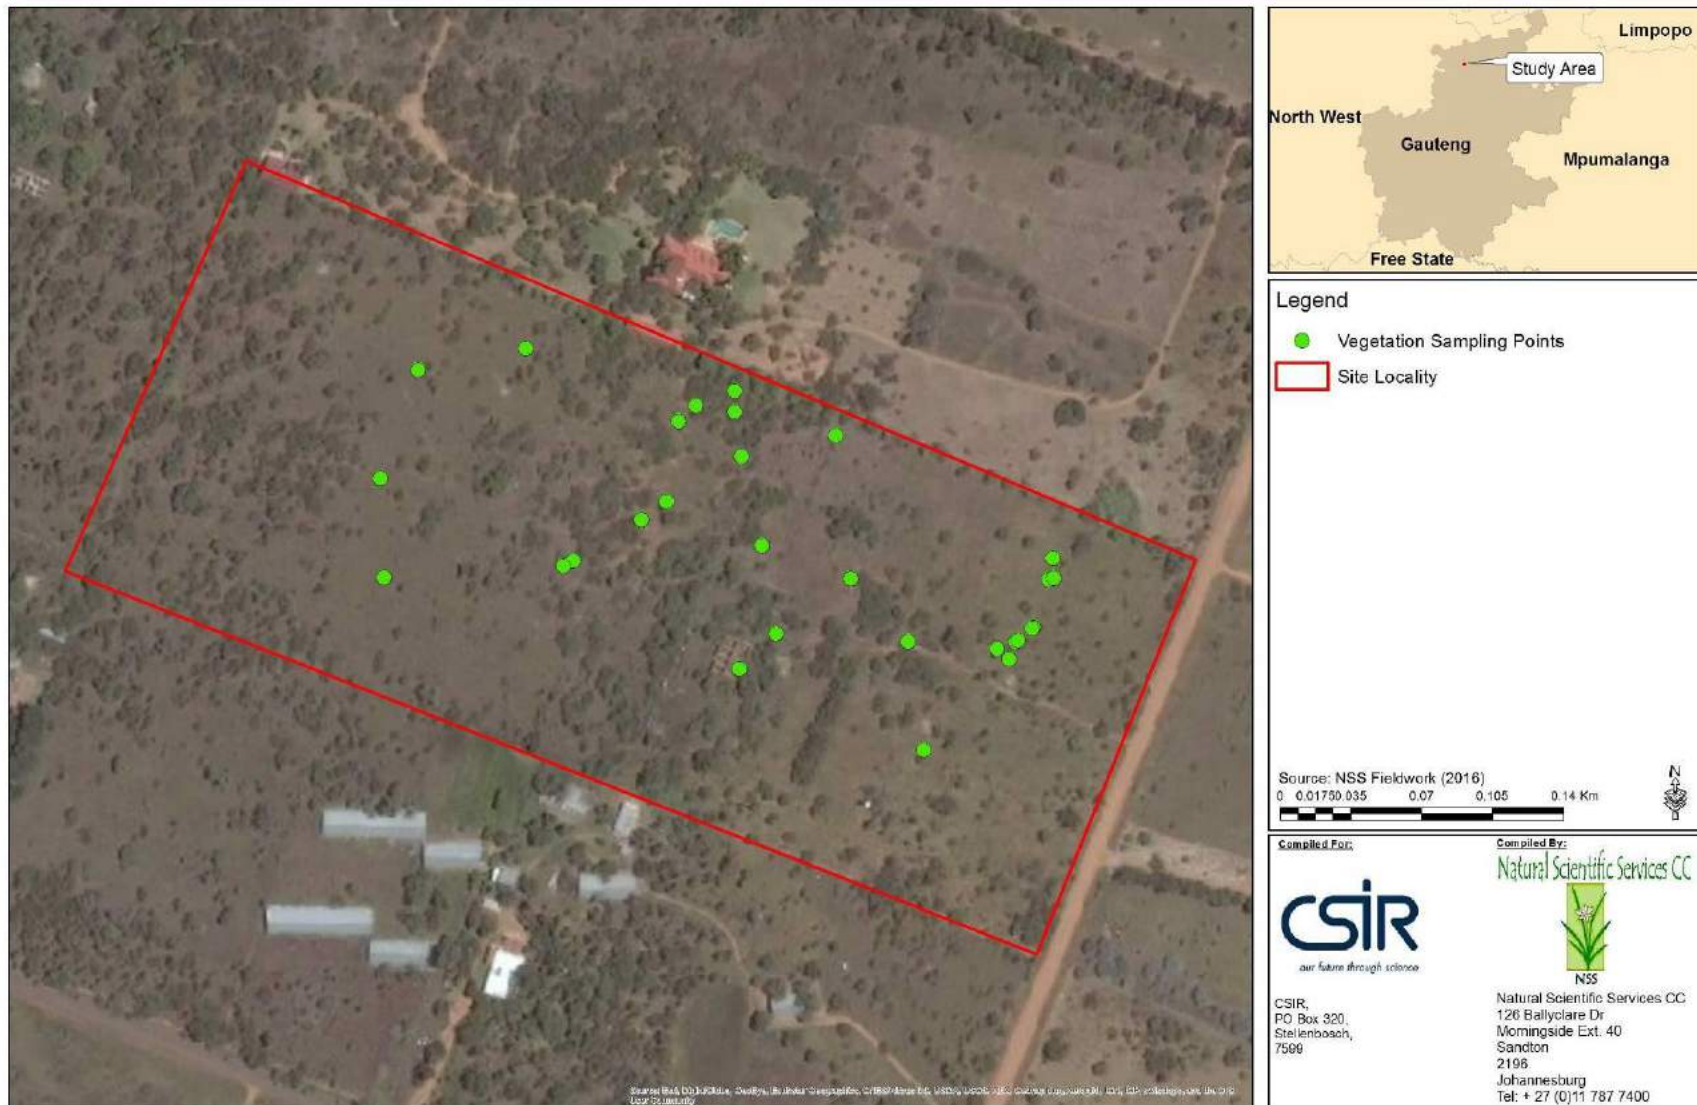 Limpopo
Study Area
North West
Gauteng
Mpumalanga
Free State
Legend
Vegetation Sampling Points
Site Locality
Source: NSS Fieldwork (2016)
0 0.01750.035 0.07 0.105 0.14 Km
N
Compiled For:
CSIR
our future through science
CSIR,
PO Box 320,
Stellenbosch,
7599
Compiled By:
Natural Scientific Services CC
NSS
Natural Scientific Services CC
126 Ballyclare Dr
Morningside Ext. 40
Sandton
2196
Johannesburg
Tel: + 27 (0)11 787 7400
User Community